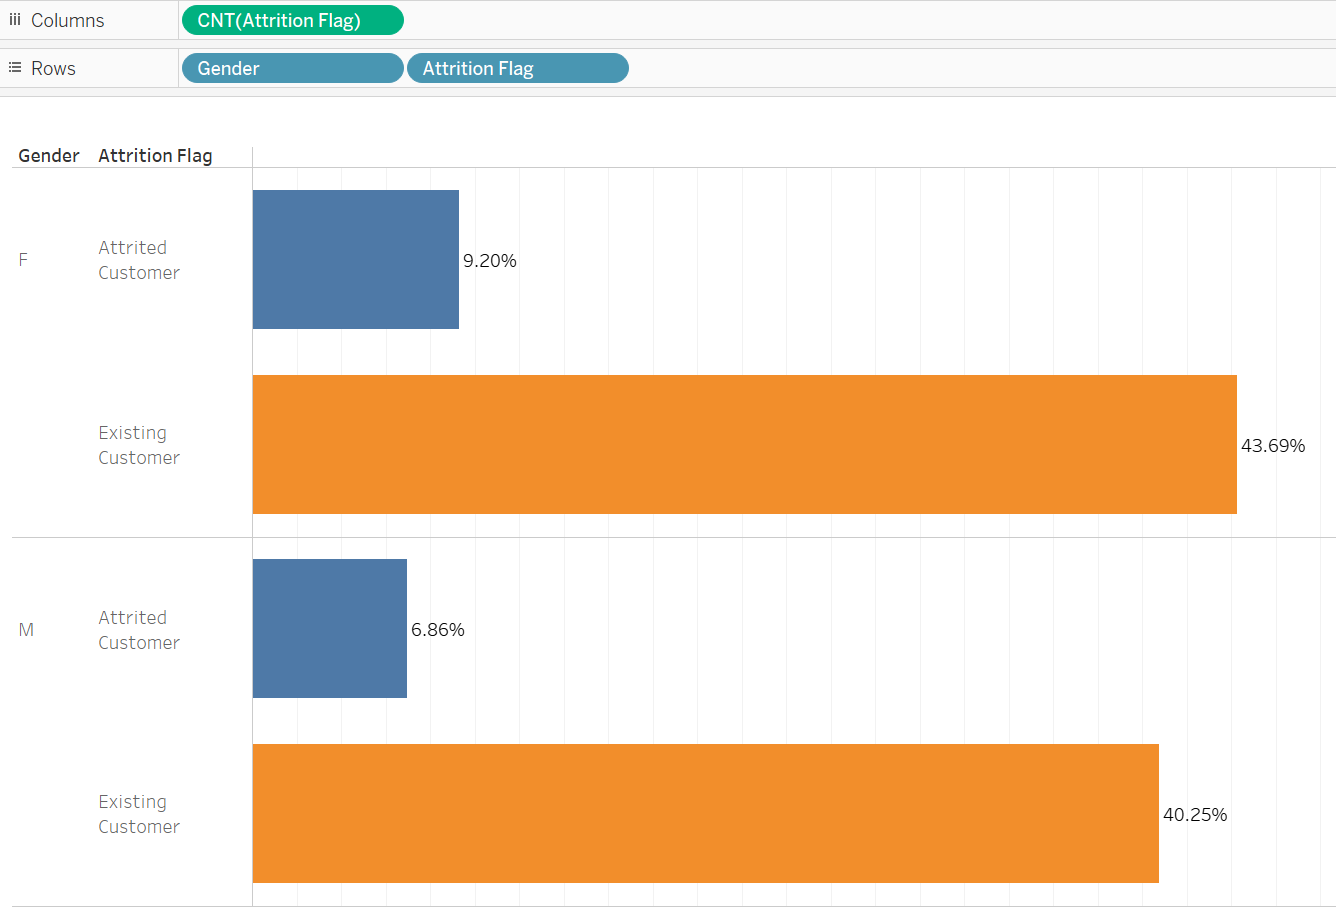 Columns
CNT(Attrition Flag)
Rows
Gender
Attrition Flag
Gender
Attrition Flag
F
Attrited
Customer
9.20%
Existing
Customer
43.69%
M
Attrited
Customer
6.86%
Existing
Customer
40.25%